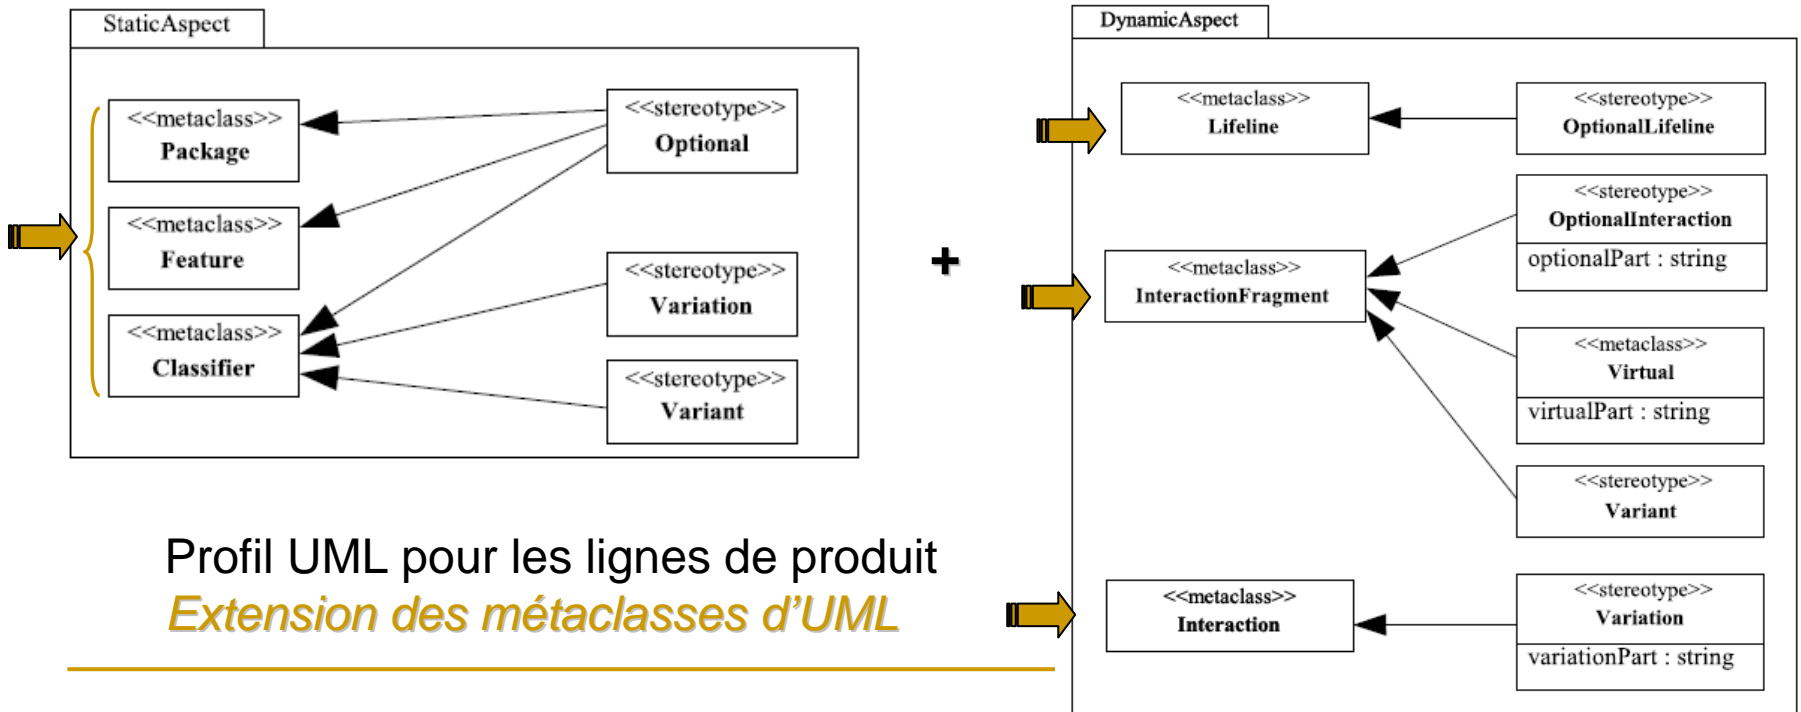 StaticAspect
<<metaclass>>
Package
<<metaclass>>
Feature
<<metaclass>>
Classifier
<<stereotype>>
Optional
<<stereotype>>
Variation
<<stereotype>>
Variant
+
DynamicAspect
<<metaclass>>
Lifeline
<<stereotype>>
OptionalLifeline
<<stereotype>>
OptionalInteraction
optionalPart : string
<<metaclass>>
InteractionFragment
<<metaclass>>
Virtual
virtualPart : string
<<stereotype>>
Variant
<<metaclass>>
Interaction
<<stereotype>>
Variation
variationPart : string
Profil UML pour les lignes de produit
Extension des métaclasses d’UML